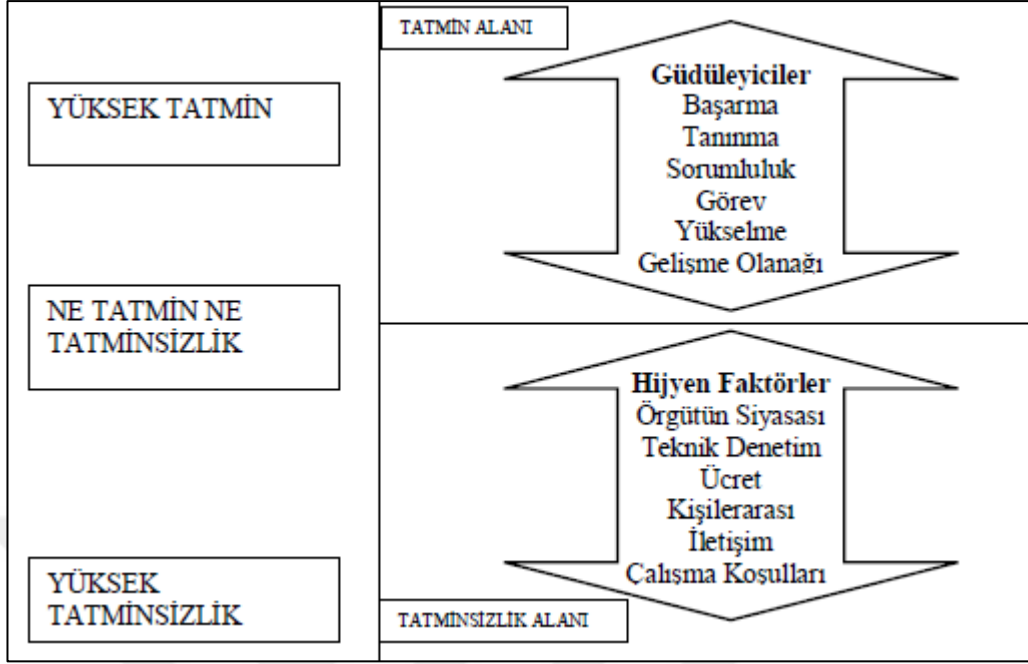 YÜKSEK TATMİN
NE TATMİN NE
TATMİNSİZLİK
YÜKSEK
TATMİNSİZLİK
TATMİN ALANI
Güdüleyiciler
Başarma
Tanınma
Sorumluluk
Görev
Yükselme
Gelişme Olanağı
Hijyen Faktörler
Örgütün Siyasası
Teknik Denetim
Ücret
Kişilerarası
İletişim
Çalışma Koşulları
TATMİNSİZLİK ALANI